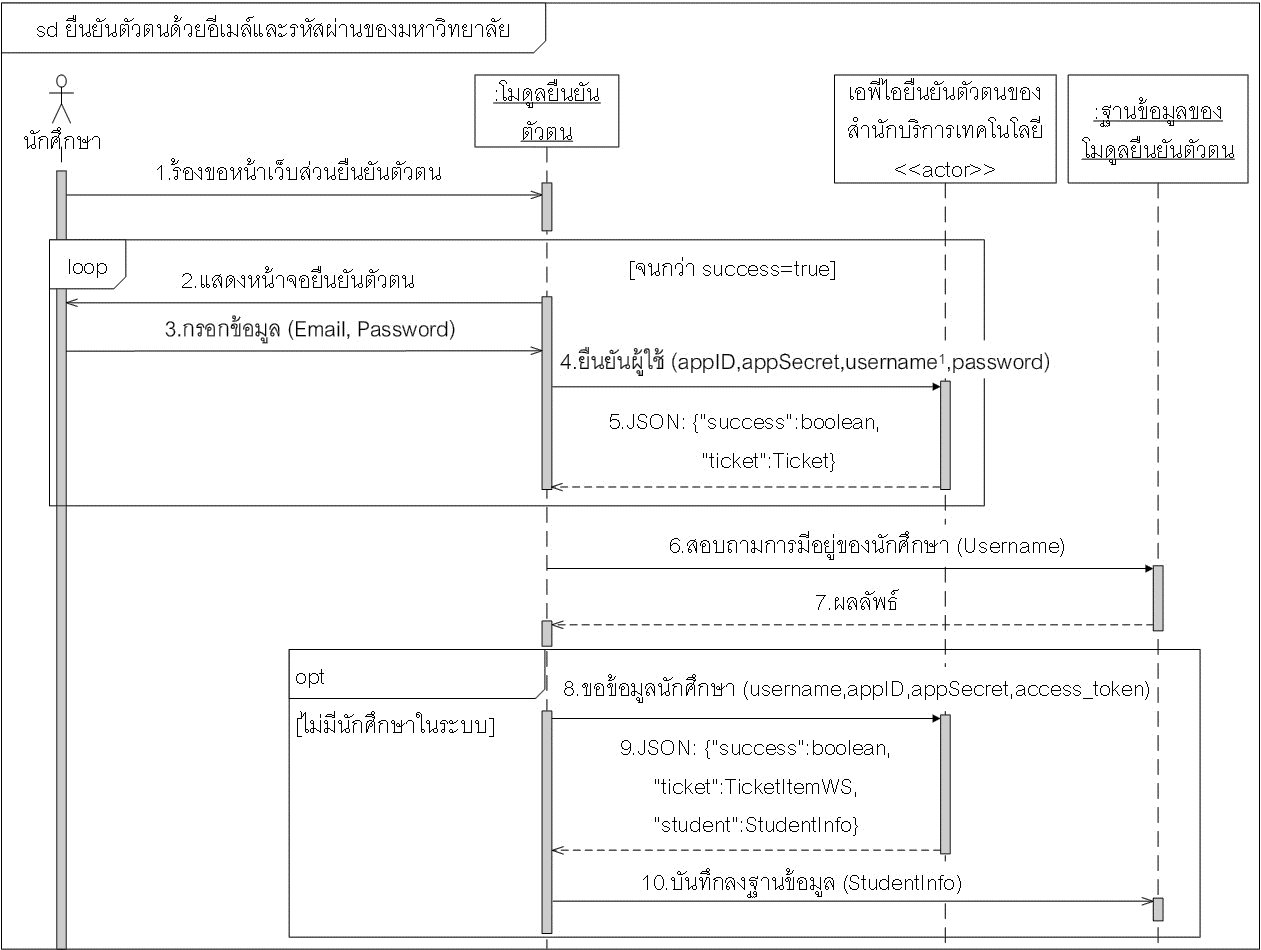 sd ยืนยันตัวตนด้วยอีเมล์และรหัสผ่านของมหาวิทยาลัย
นักศึกษา
:โมดูลยืนยัน
ตัวตน
เอพีไอยืนยันตัวตนของ
สำนักบริการเทคโนโลยี
<<actor>>
:ฐานข้อมูลของ
โมดูลยืนยันตัวตน
1.ร้องขอหน้าเว็บส่วนยืนยันตัวตน
loop
[จนกว่า success=true]
2.แสดงหน้าจอยืนยันตัวตน
3.กรอกข้อมูล (Email, Password)
4.ยืนยันผู้ใช้ (appID,appSecret,username¹,password)
5.JSON: {"success":boolean,
"ticket":Ticket}
6.สอบถามการมีอยู่ของนักศึกษา (Username)
7.ผลลัพธ์
opt
[ไม่มีนักศึกษาในระบบ]
8.ขอข้อมูลนักศึกษา (username,appID,appSecret,access_token)
9.JSON: {"success":boolean,
"ticket":TicketItemWS,
"student":StudentInfo}
10.บันทึกลงฐานข้อมูล (StudentInfo)